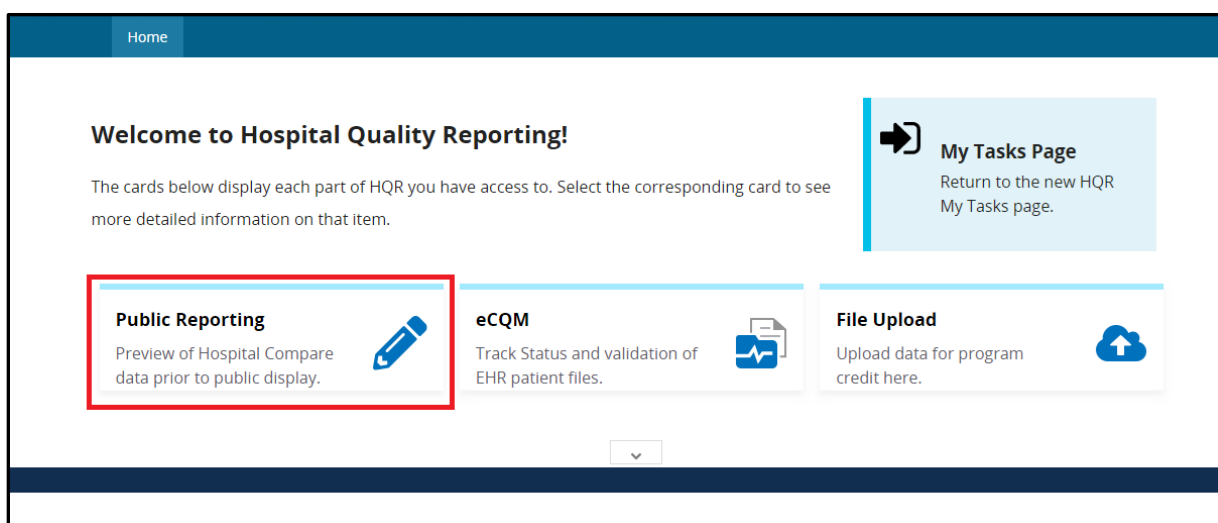 Home
Welcome to Hospital Quality Reporting!
The cards below display each part of HQR you have access to. Select the corresponding card to see
more detailed information on that item.
My Tasks Page
Return to the new HQR
My Tasks page.
Public Reporting
Preview of Hospital Compare
data prior to public display.
eCQM
Track Status and validation of
EHR patient files.
File Upload
Upload data for program
credit here.